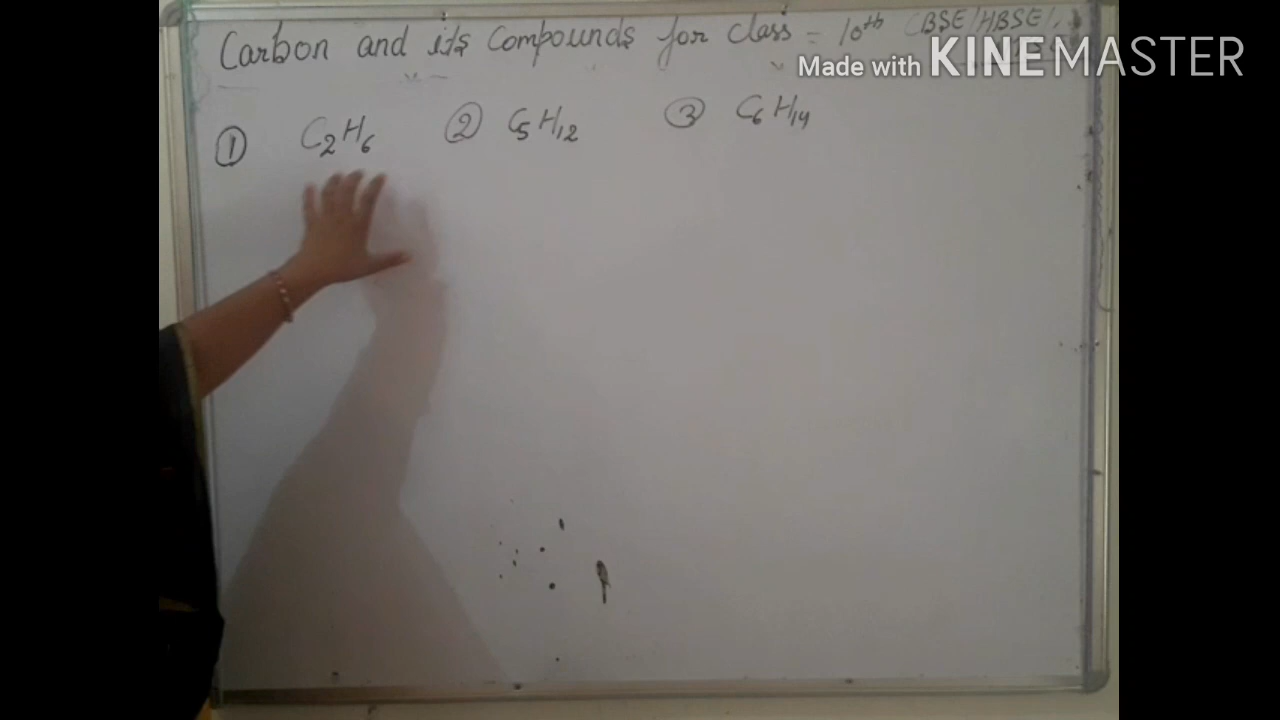 Carbon and its Compounds for class = 10th CBSE/HBSE/
Made with KINEMASTER
① C₂H₆ ② C₅H₁₂ ③ C₆H₁₄